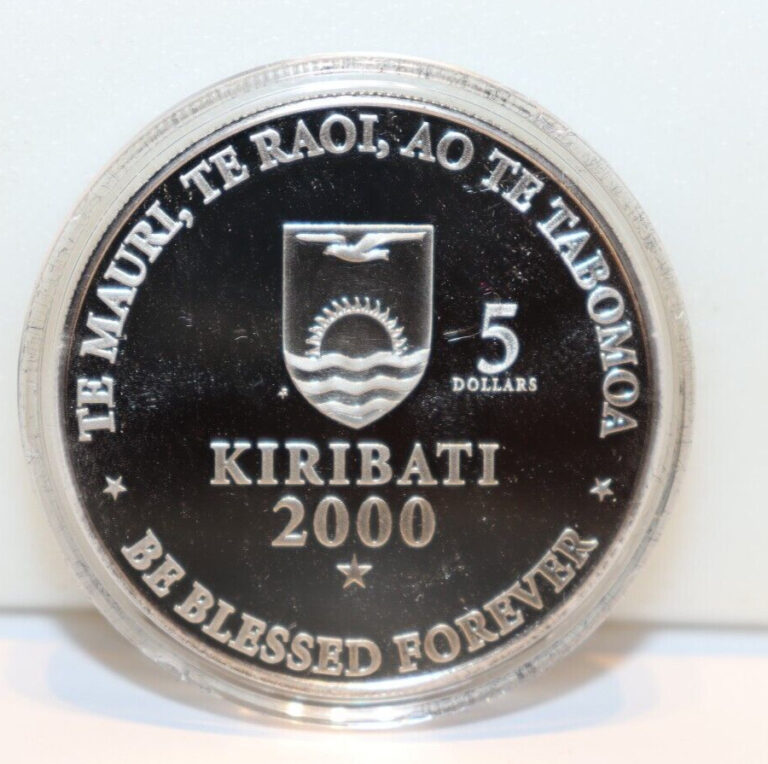 TE MAURI, TE RAOI, AO TE TABOMOA
5
DOLLARS
KIRIBATI
2000
BE BLESSED FOREVER